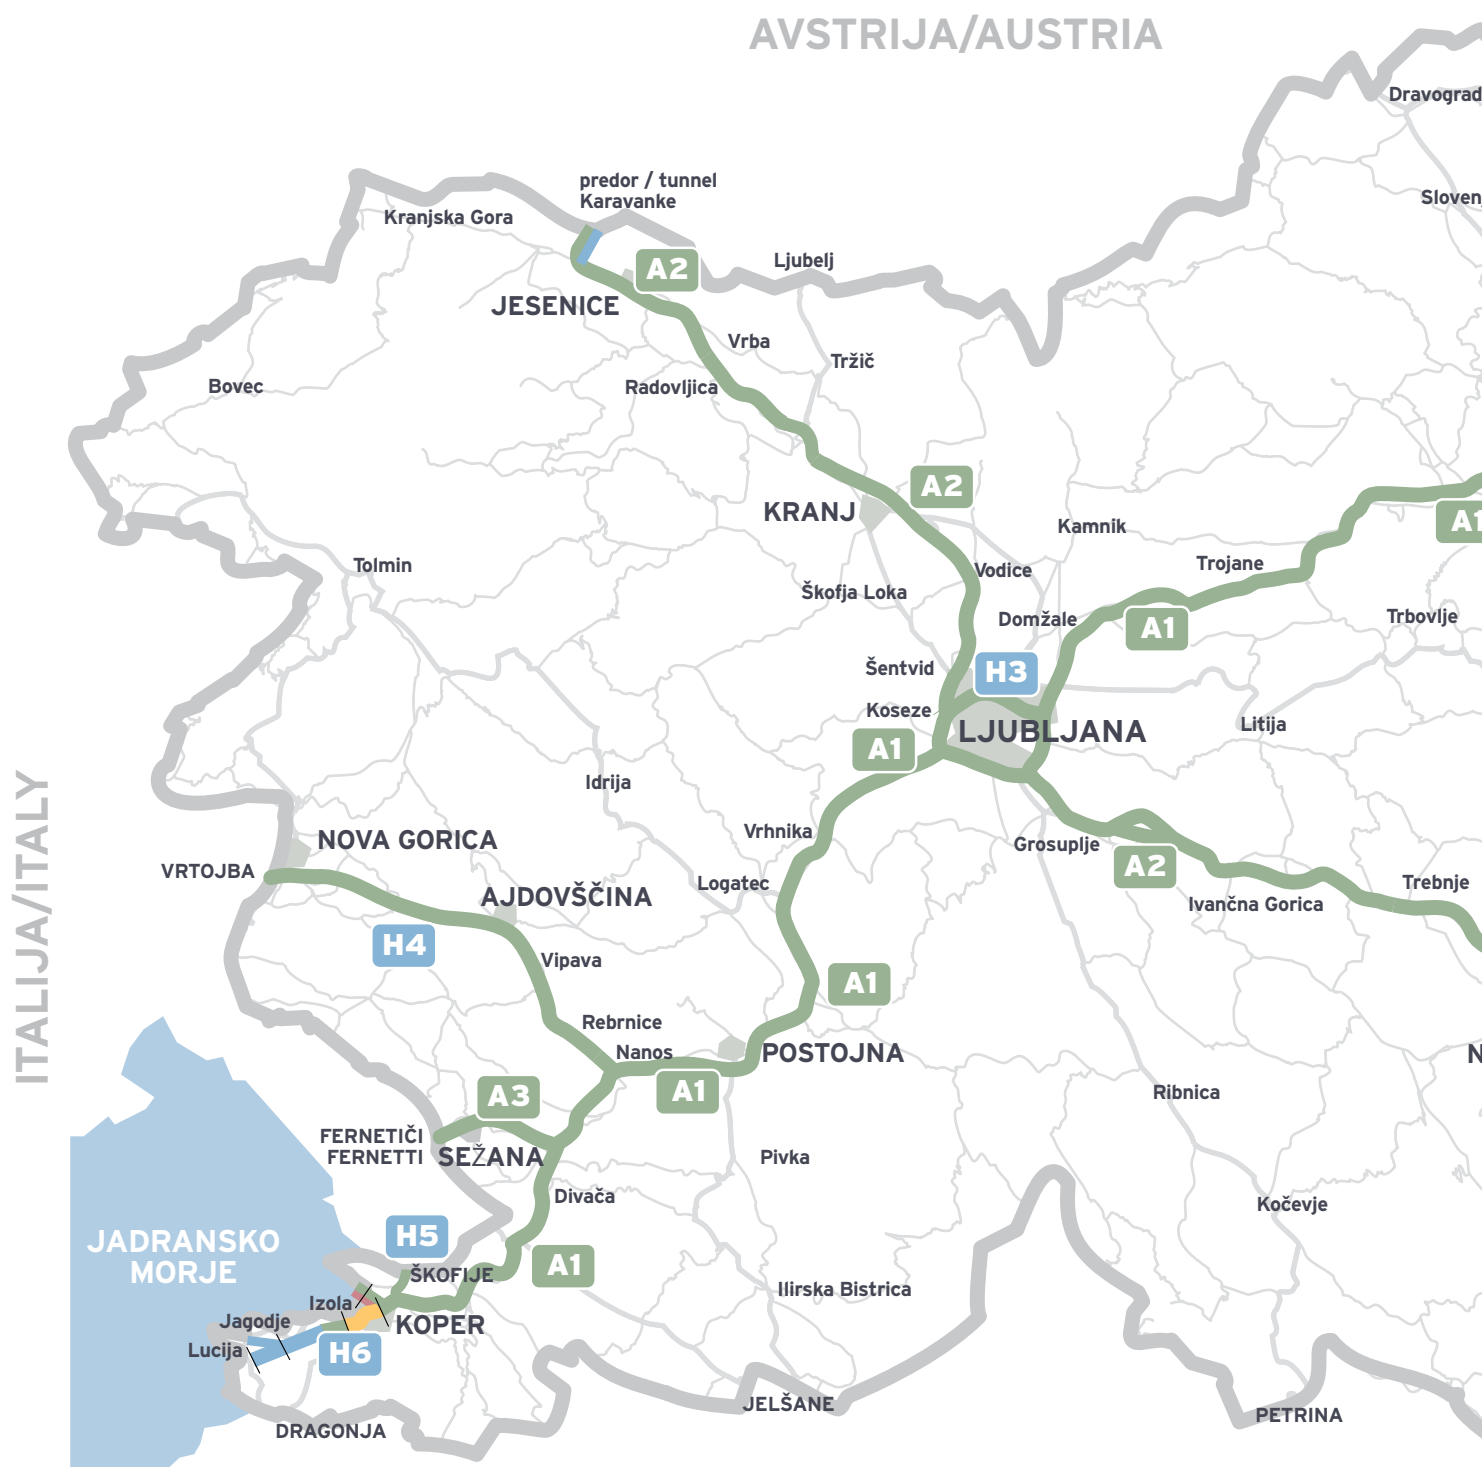 AVSTRIJA/AUSTRIA
Dravograd
predor / tunnel
Karavanke
Sloven
Kranjska Gora
Ljubelj
A2
JESENICE
Vrba
Tržič
Bovec
Radovljica
A2
KRANJ
A1
Kamnik
Tolmin
Trojane
Vodice
Škofja Loka
Domžale
Trbovlje
A1
Šentvid
H3
Koseze
Litija
LJUBLJANA
A1
Idrija
Vrhnika
NOVA GORICA
Grosuplje
VRTOJBA
A2
Logatec
Trebnje
AJDOVŠČINA
Ivančna Gorica
ITALIJA/ITALY
H4
Vipava
A1
Rebrnice
Nanos
POSTOJNA
N
A1
Ribnica
A3
FERNETIČI
FERNETTI
SEŽANA
Pivka
Divača
Kočevje
JADRANSKO
MORJE
H5
A1
ŠKOFIJE
Ilirska Bistrica
Izola
Jagodje
KOPER
Lucija
H6
JELŠANE
PETRINA
DRAGONJA